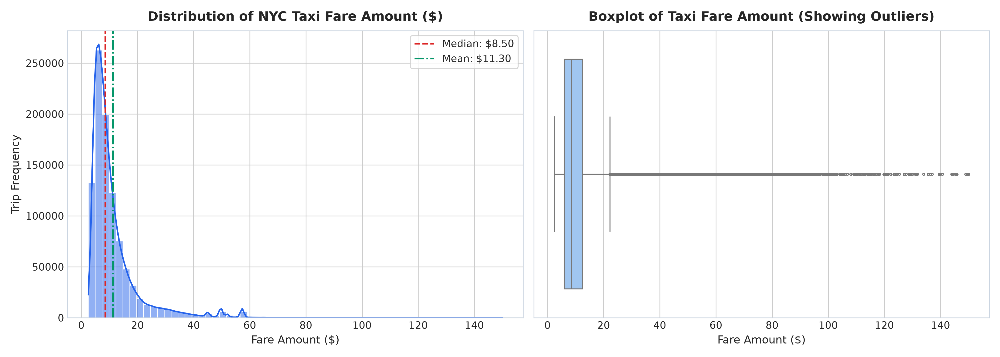 Distribution of NYC Taxi Fare Amount ($)
Median: $8.50
Mean: $11.30
Trip Frequency
250000
200000
150000
100000
50000
0
0 20 40 60 80 100 120 140
Fare Amount ($)
Boxplot of Taxi Fare Amount (Showing Outliers)
0 20 40 60 80 100 120 140
Fare Amount ($)